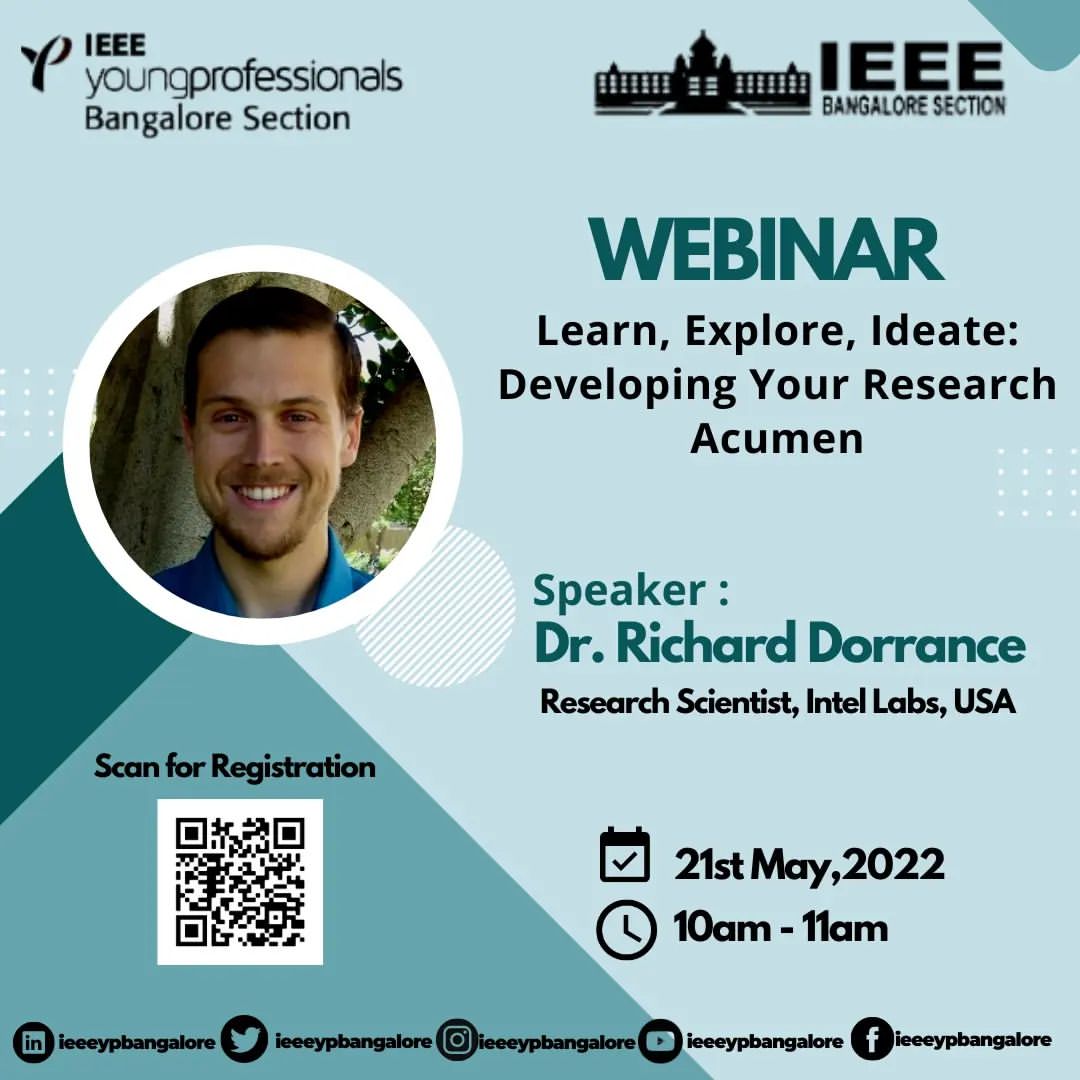 IEEE
youngprofessionals
Bangalore Section
IEEE
BANGALORE SECTION
WEBINAR
Learn, Explore, Ideate:
Developing Your Research
Acumen
Speaker :
Dr. Richard Dorrance
Research Scientist, Intel Labs, USA
Scan for Registration
21st May,2022
10am - 11am
in ieeeypbangalore ieeeypbangalore ieeeypbangalore ieeeypbangalore f ieeeypbangalore